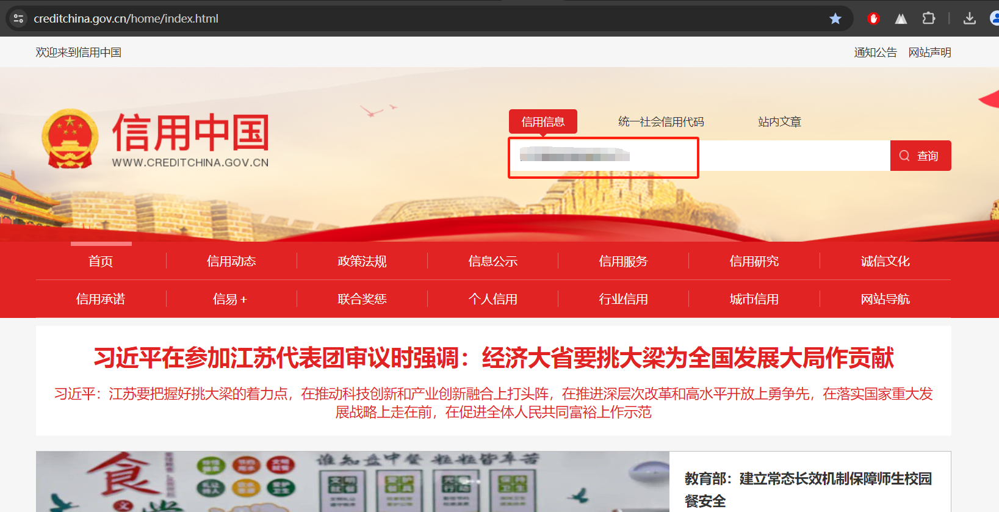 creditchina.gov.cn/home/index.html
欢迎来到信用中国
通知公告 网站声明
信用中国
WWW.CREDITCHINA.GOV.CN
信用信息 统一社会信用代码 站内文章
查询
首页 信用动态 政策法规 信息公示 信用服务 信用研究 诚信文化
信用承诺 信易+ 联合奖惩 个人信用 行业信用 城市信用 网站导航
习近平在参加江苏代表团审议时强调：经济大省要挑大梁为全国发展大局作贡献
习近平：江苏要把握好挑大梁的着力点，在推动科技创新和产业创新融合上打头阵，在推进深层次改革和高水平开放上勇争先，在落实国家重大发
展战略上走在前，在促进全体人民共同富裕上作示范
谁知盘中餐 粒粒皆辛苦
食
教育部：建立常态长效机制保障师生校园
餐安全